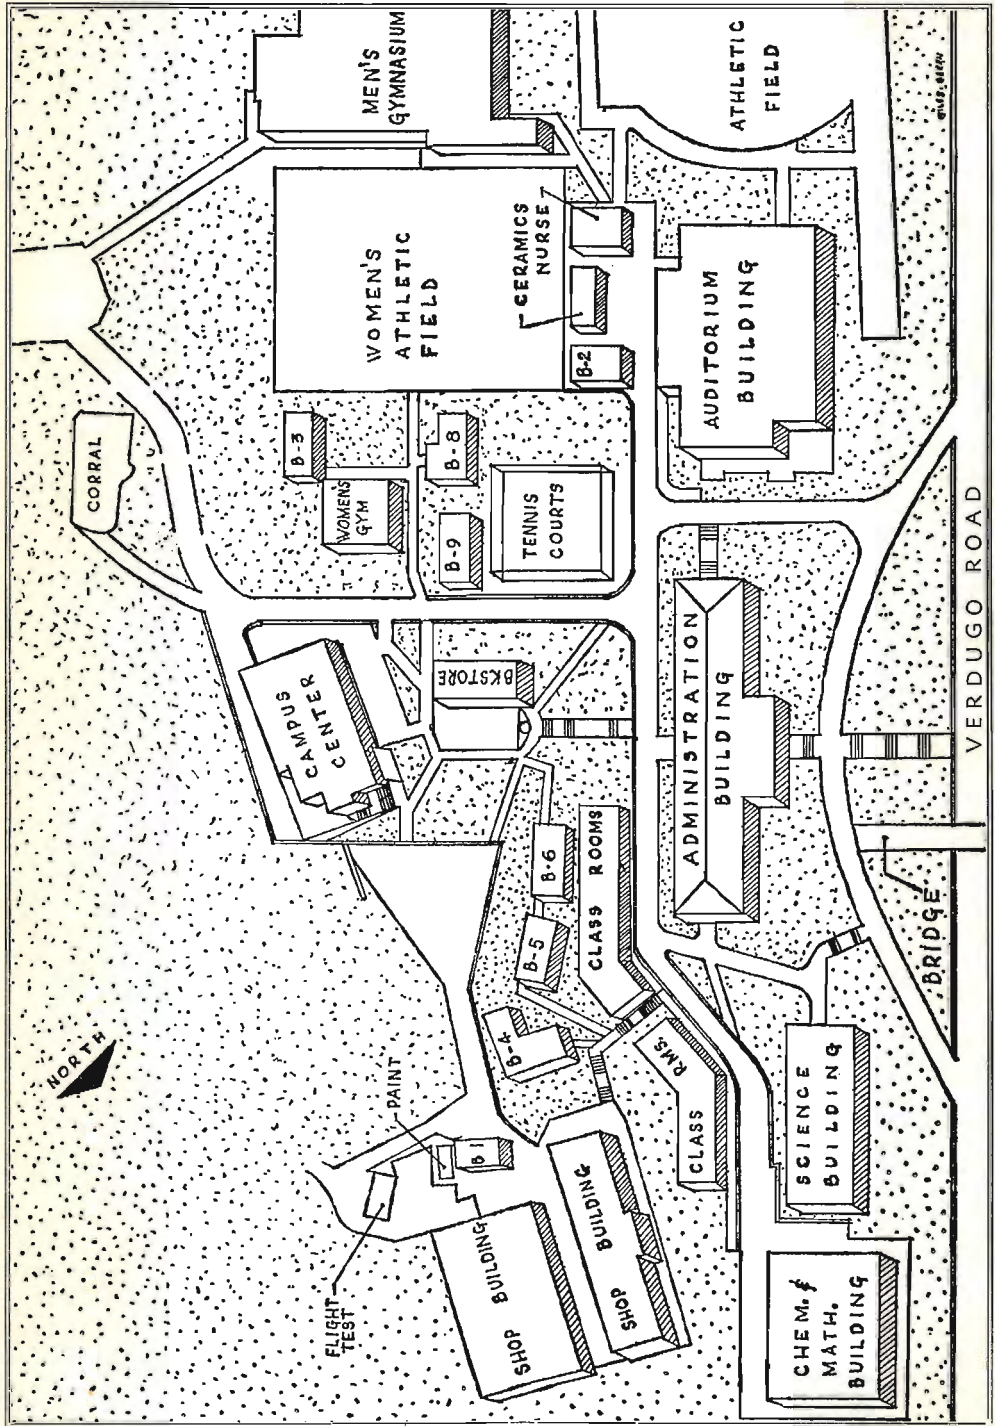 MEN'S
GYMNASIUM
ATHLETIC
FIELD
WOMEN'S
ATHLETIC
FIELD
CERAMICS
NURSE
B-2
AUDITORIUM
BUILDING
CORRAL
B-3
WOMEN'S
GYM
B-8
B-9
TENNIS
COURTS
CAMPUS
CENTER
BKSTORE
ADMINISTRATION
BUILDING
VERDUGO ROAD
BRIDGE
B-6
B-5
B-4
CLASS ROOMS
CLASS RMS.
NORTH
PAINT
B 1
FLIGHT
TEST
SHOP BUILDING
SHOP BUILDING
SCIENCE
BUILDING
CHEM. &
MATH.
BUILDING